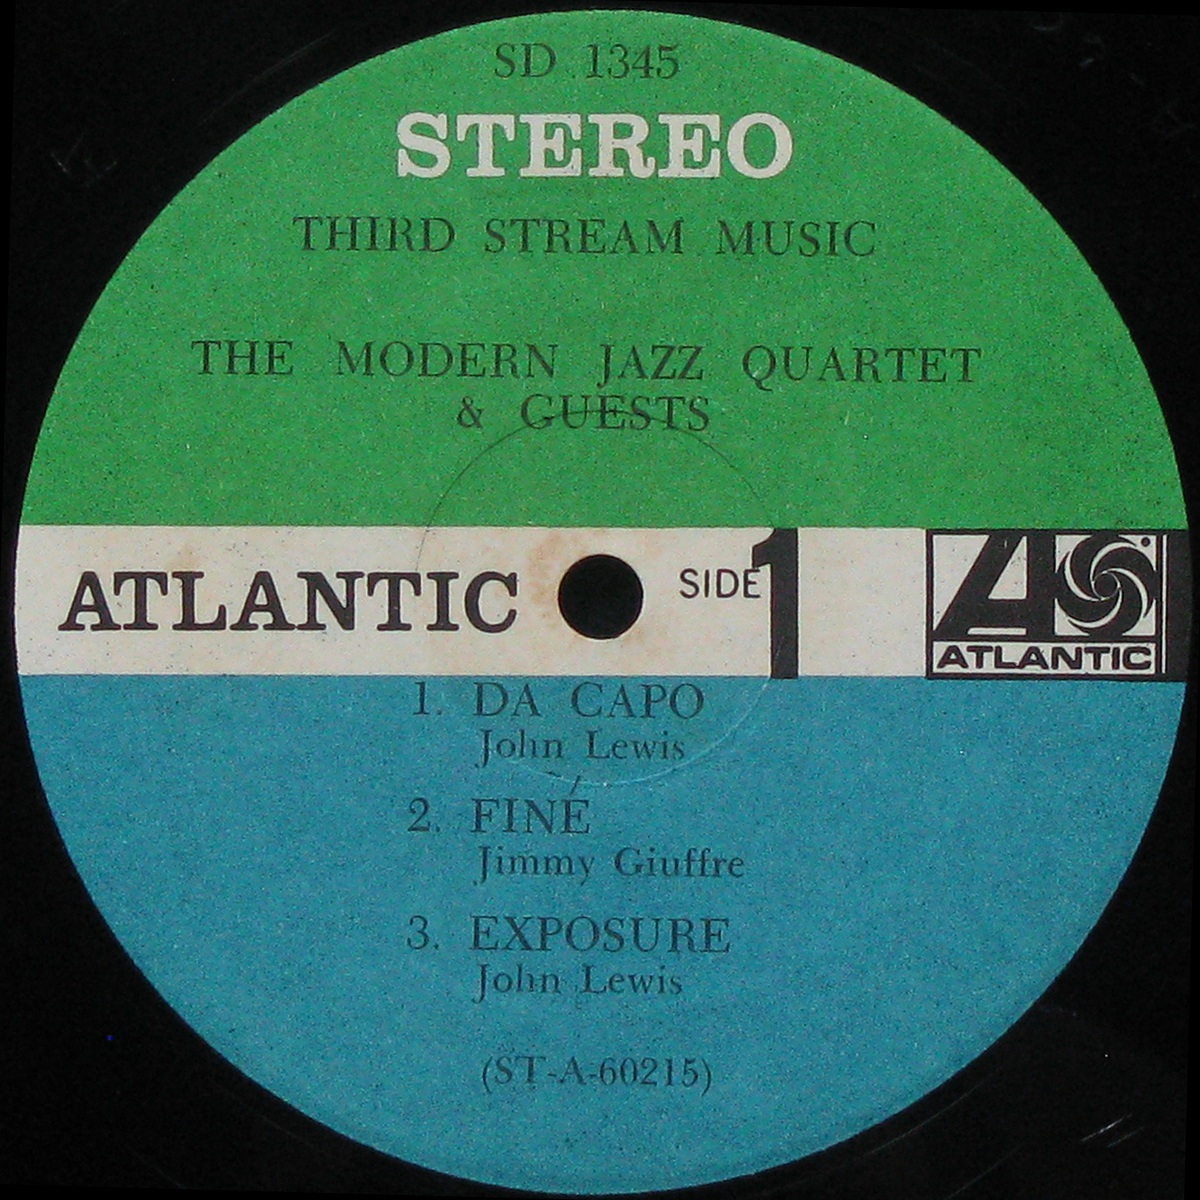 SD 1345
STEREO
THIRD STREAM MUSIC
THE MODERN JAZZ QUARTET
& GUESTS
ATLANTIC
SIDE 1
ATLANTIC
1. DA CAPO
John Lewis
2. FINÉ
Jimmy Giuffre
3. EXPOSURE
John Lewis
(ST-A-60215)